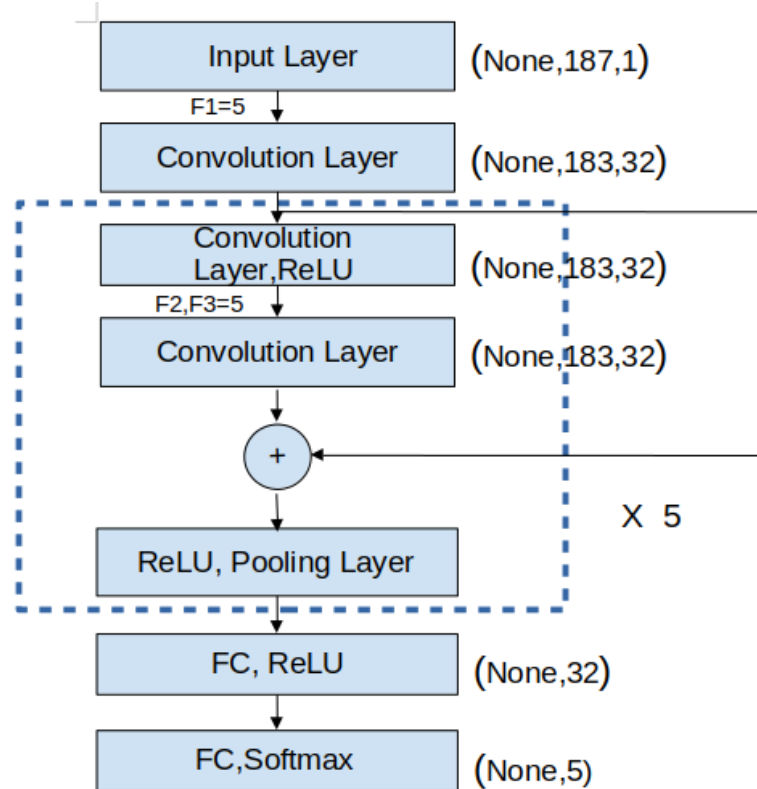 Input Layer
(None,187,1)
F1=5
Convolution Layer
(None,183,32)
Convolution
Layer,ReLU
(None,183,32)
F2,F3=5
Convolution Layer
(None,183,32)
+
X 5
ReLU, Pooling Layer
FC, ReLU
(None,32)
FC,Softmax
(None,5)